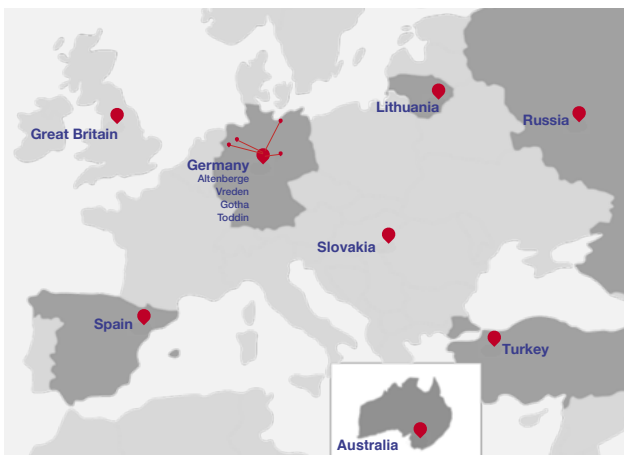 Lithuania
Russia
Great Britain
Germany
Altenberge
Vreden
Gotha
Toddin
Slovakia
Spain
Turkey
Australia